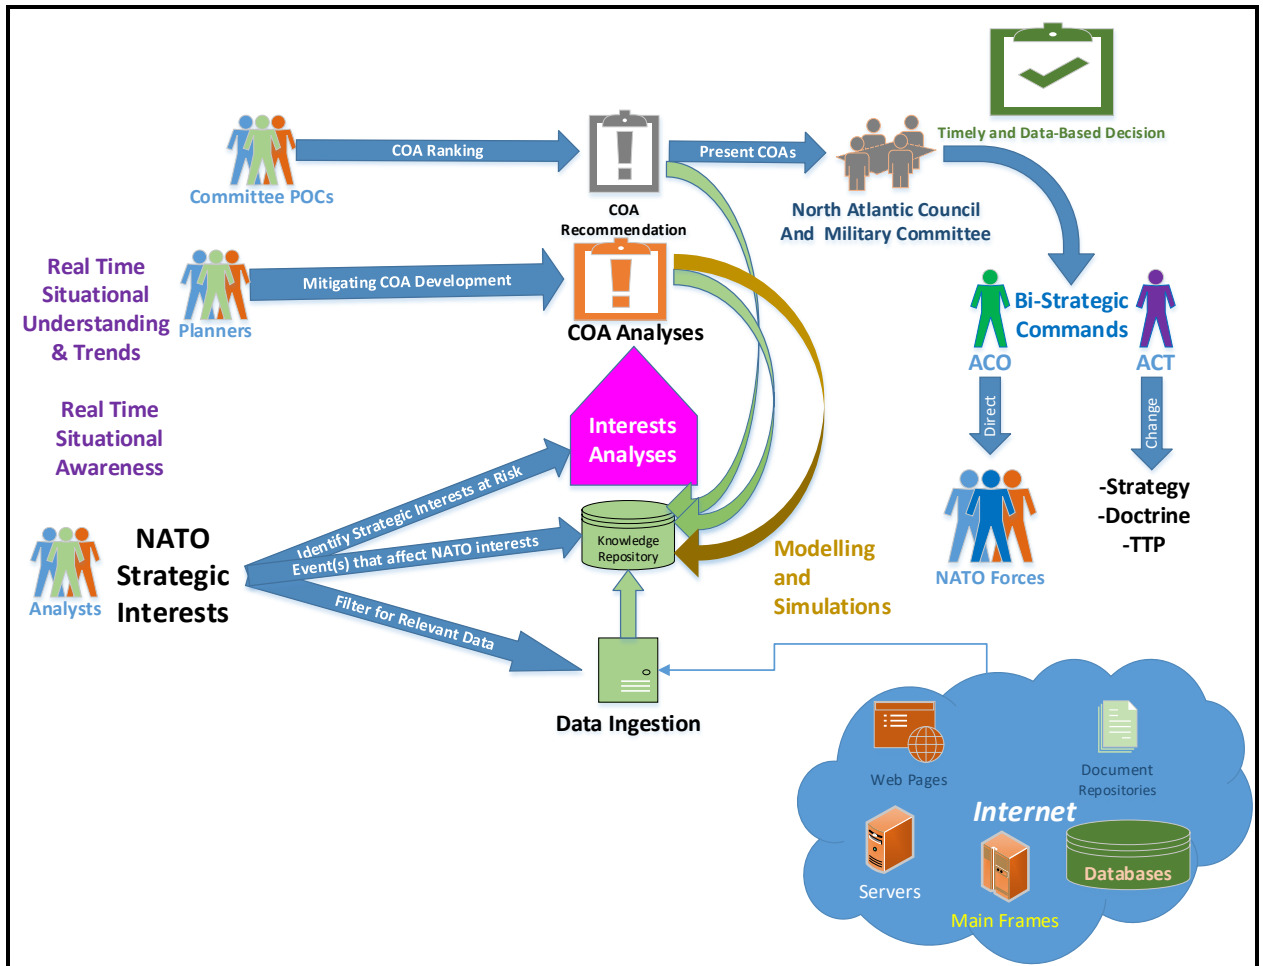 Timely and Data-Based Decision
COA Ranking
Present COAs
Committee POCs
COA
Recommendation
North Atlantic Council
And  Military Committee
Real Time
Situational
Understanding
& Trends
Planners
Mitigating COA Development
COA Analyses
Bi-Strategic
Commands
ACO
ACT
Direct
Change
Real Time
Situational
Awareness
Interests
Analyses
Identify Strategic Interests at Risk
Event(s) that affect NATO interests
Filter for Relevant Data
Knowledge
Repository
-Strategy
-Doctrine
-TTP
NATO Forces
Analysts
NATO
Strategic
Interests
Modelling
and
Simulations
Data Ingestion
Web Pages
Document
Repositories
Internet
Servers
Databases
Main Frames